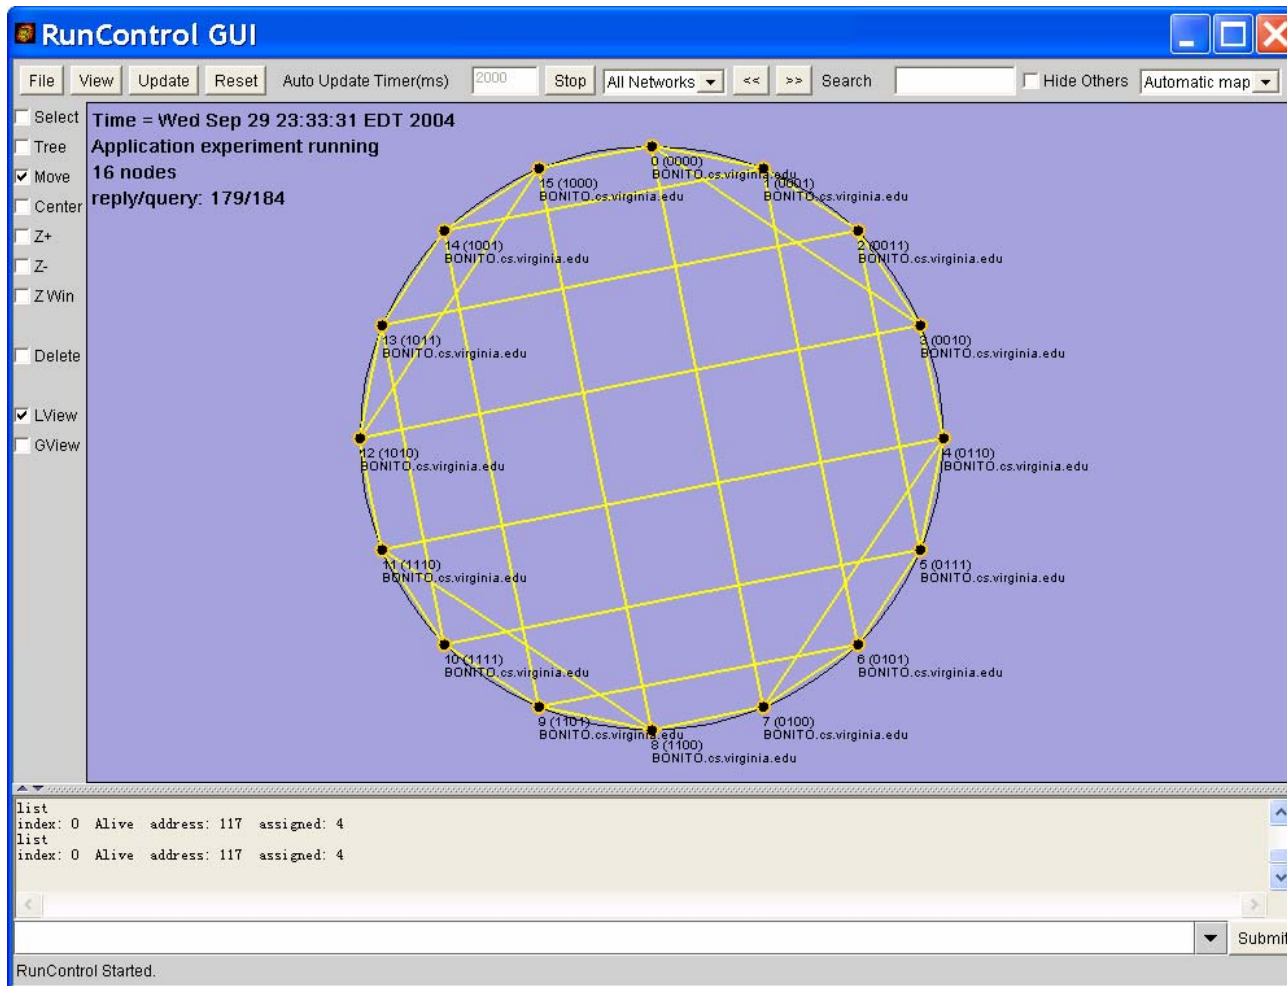 RunControl GUI
File View Update Reset Auto Update Timer(ms) 2000 Stop All Networks << >> Search Hide Others Automatic map
Select
Tree
Move
Center
Z+
Z-
Z Win
Delete
LView
GView
Time = Wed Sep 29 23:33:31 EDT 2004
Application experiment running
16 nodes
reply/query: 179/184
0 (0000)
BONITO.cs.virginia.edu
15 (1000)
BONITO.cs.virginia.edu
1 (0001)
BONITO.cs.virginia.edu
14 (1001)
BONITO.cs.virginia.edu
2 (0011)
BONITO.cs.virginia.edu
13 (1011)
BONITO.cs.virginia.edu
3 (0010)
BONITO.cs.virginia.edu
12 (1010)
BONITO.cs.virginia.edu
4 (0110)
BONITO.cs.virginia.edu
11 (1110)
BONITO.cs.virginia.edu
5 (0111)
BONITO.cs.virginia.edu
10 (1111)
BONITO.cs.virginia.edu
6 (0101)
BONITO.cs.virginia.edu
9 (1101)
BONITO.cs.virginia.edu
7 (0100)
BONITO.cs.virginia.edu
8 (1100)
BONITO.cs.virginia.edu
list
index: 0 Alive address: 117 assigned: 4
list
index: 0 Alive address: 117 assigned: 4
Submit
RunControl Started.